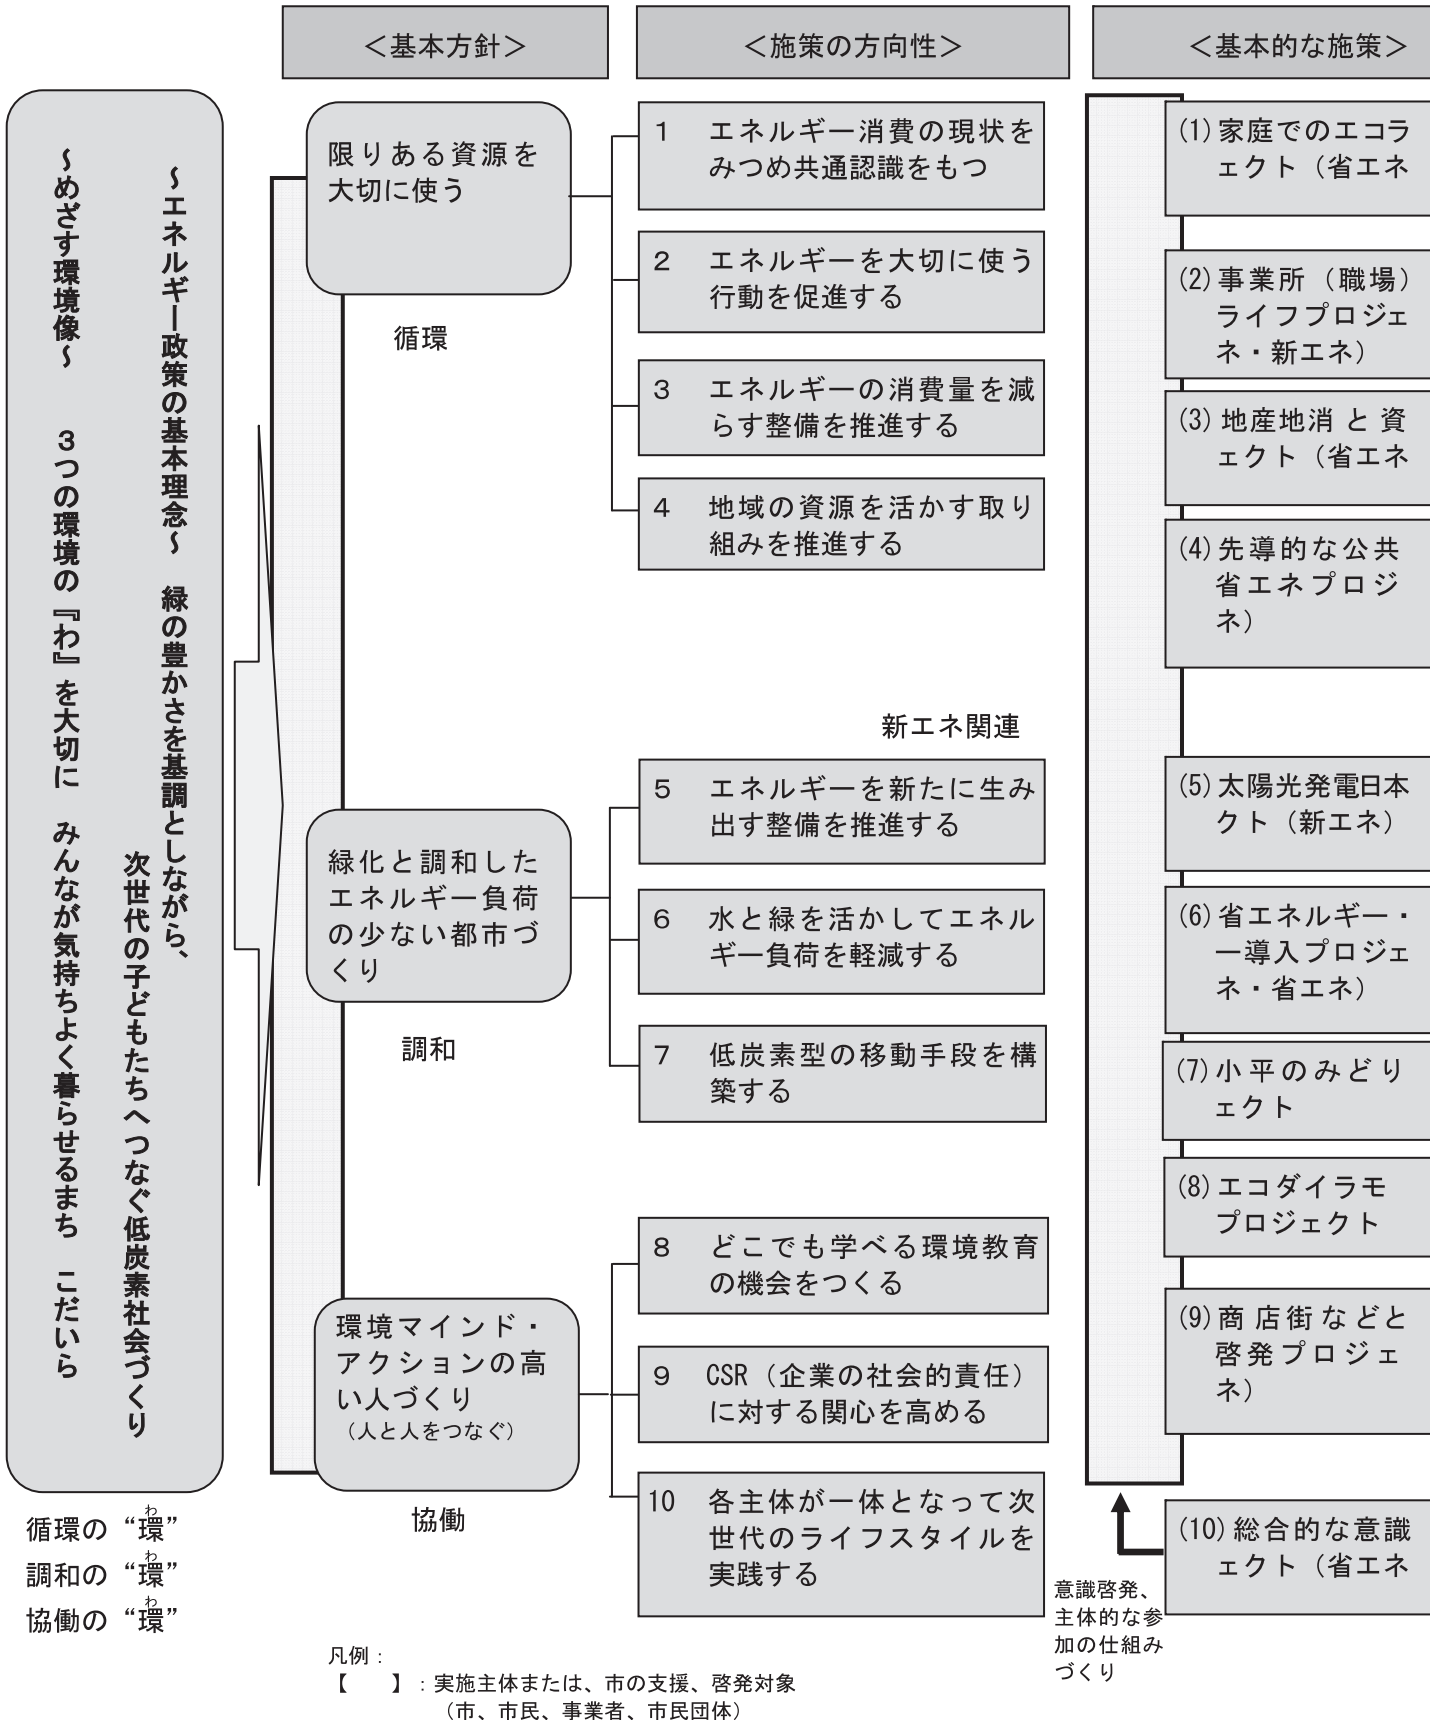 ＜基本方針＞
＜施策の方向性＞
＜基本的な施策＞
～エネルギー政策の基本理念～　緑の豊かさを基調としながら、
次世代の子どもたちへつなぐ低炭素社会づくり
～めざす環境像～　３つの環境の『わ』を大切に　みんなが気持ちよく暮らせるまち　こだいら
循環の“環”
わ
調和の“環”
わ
協働の“環”
わ
限りある資源を
大切に使う
循環
緑化と調和した
エネルギー負荷
の少ない都市づ
くり
調和
環境マインド・
アクションの高
い人づくり
（人と人をつなぐ）
協働
１　エネルギー消費の現状を
みつめ共通認識をもつ
２　エネルギーを大切に使う
行動を促進する
３　エネルギーの消費量を減
らす整備を推進する
４　地域の資源を活かす取り
組みを推進する
新エネ関連
５　エネルギーを新たに生み
出す整備を推進する
６　水と緑を活かしてエネル
ギー負荷を軽減する
７　低炭素型の移動手段を構
築する
８　どこでも学べる環境教育
の機会をつくる
９　CSR（企業の社会的責任）
に対する関心を高める
10　各主体が一体となって次
世代のライフスタイルを
実践する
(1)家庭でのエコラ
ェクト（省エネ
(2)事業所（職場）
ライフプロジェ
ネ・新エネ）
(3)地産地消 と 資
ェクト（省エネ
(4)先導的な公共
省エネプロジ
ネ）
(5)太陽光発電日本
クト（新エネ）
(6)省エネルギー・
ー導入プロジェ
ネ・省エネ）
(7)小平のみどり
ェクト
(8)エコダイラモ
プロジェクト
(9)商店街などと
啓発プロジェ
ネ）
(10)総合的な意識
ェクト（省エネ
意識啓発、
主体的な参
加の仕組み
づくり
凡例：
【　　】：実施主体または、市の支援、啓発対象
（市、市民、事業者、市民団体）